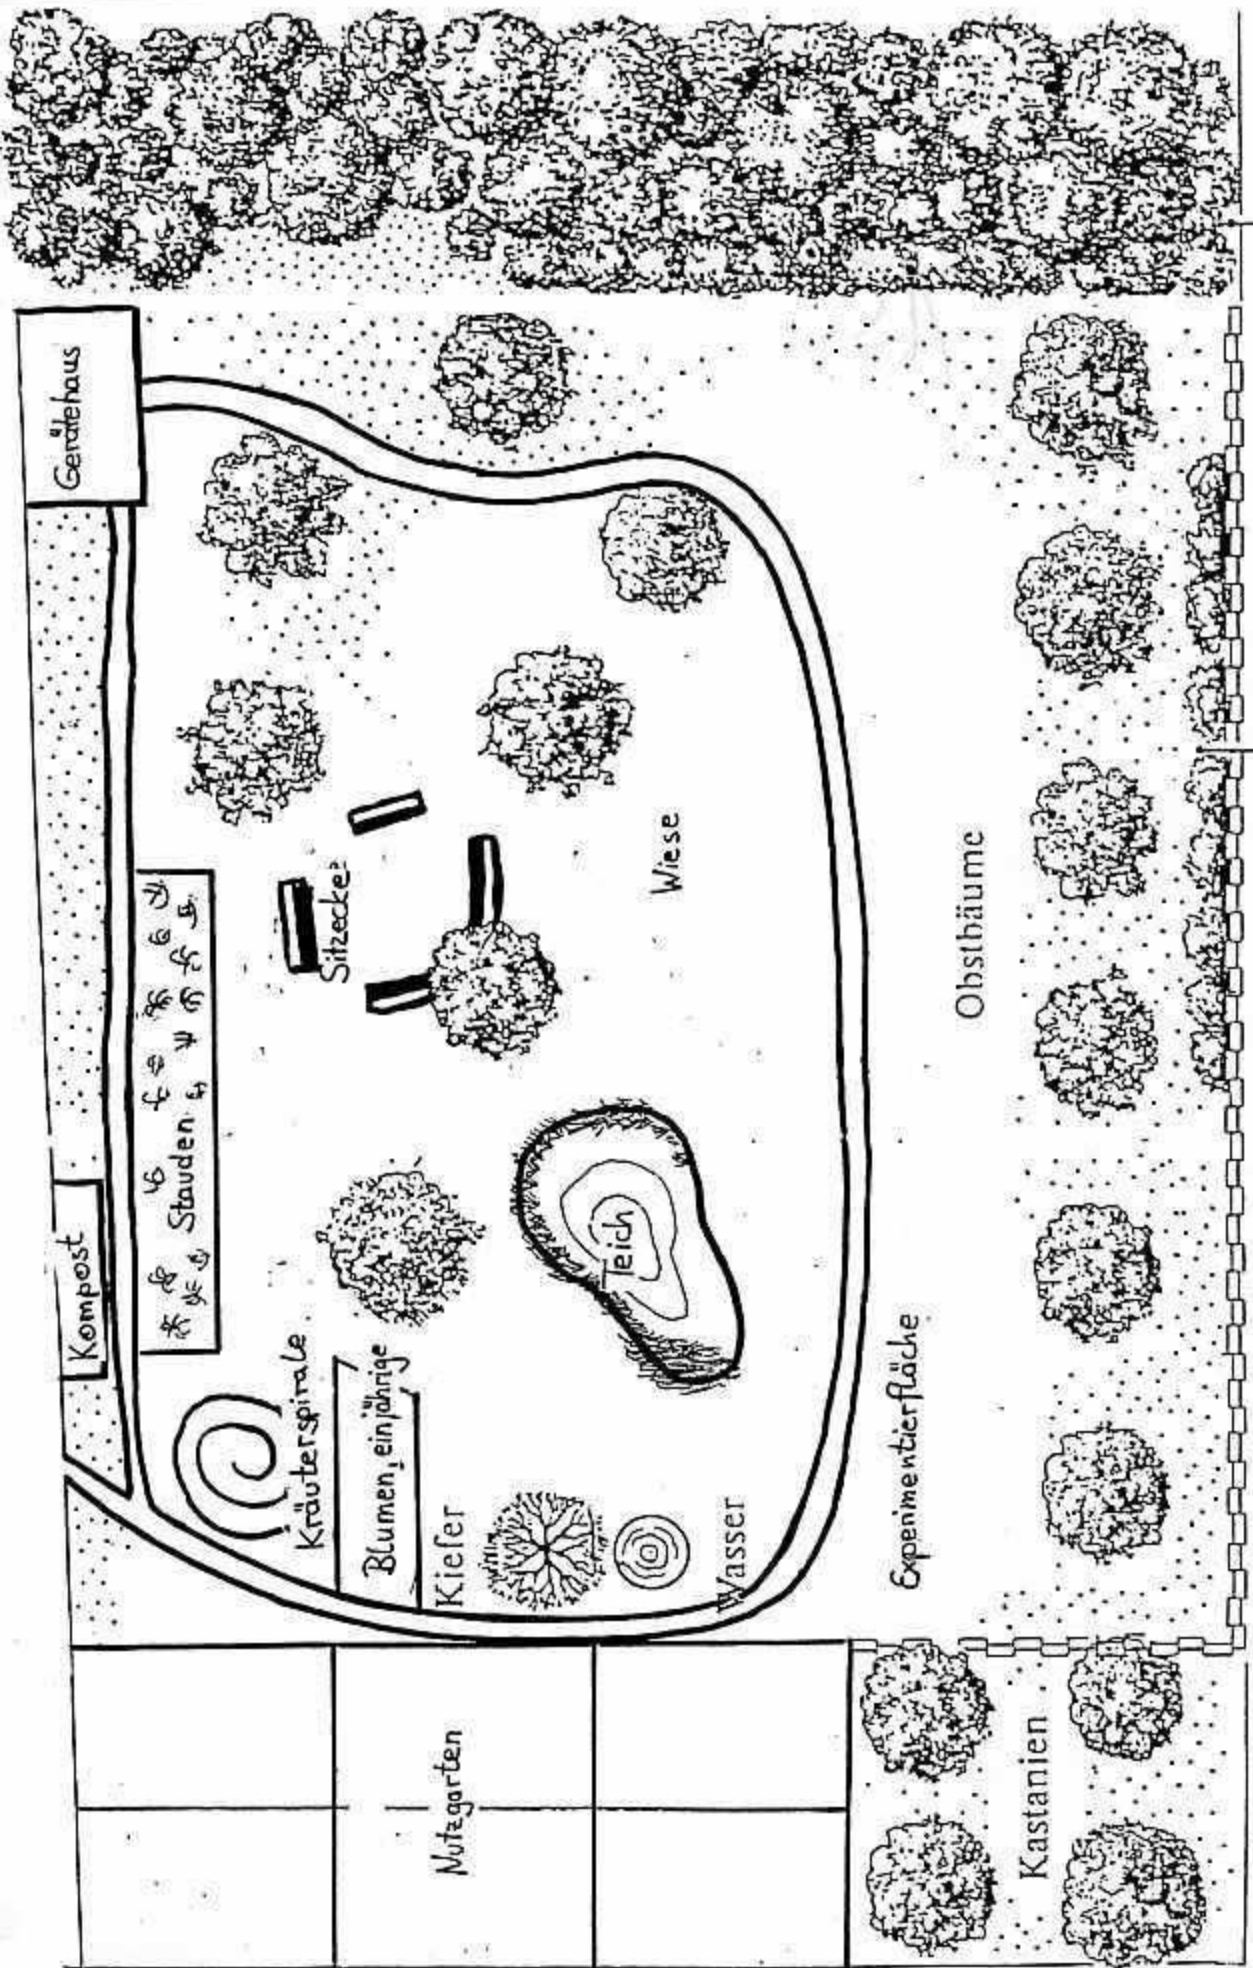 Gerätehaus
Kompost
Stauden
Sitzecke
Wiese
Obstbäume
Teich
Kräuterspirale
Blumen, einjährige
Kiefer
Wasser
Experimentierfläche
Nutzgarten
Kastanien